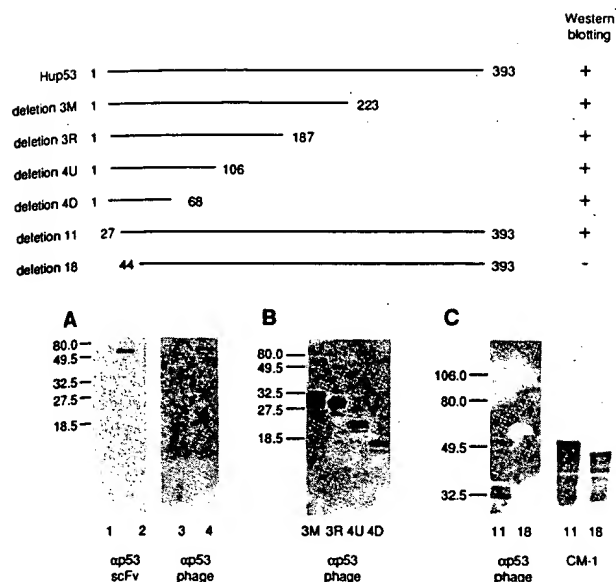 Western
blotting
Hup53 1 393 +
deletion 3M 1 223 +
deletion 3R 1 187 +
deletion 4U 1 106 +
deletion 4D 1 68 +
deletion 11 27 393 +
deletion 18 44 393 -
A B C
80.0
49.5
32.5
27.5
18.5
80.0
49.5
32.5
27.5
18.5
106.0
80.0
49.5
32.5
1 2 3 4 3M 3R 4U 4D 11 18 11 18
αp53 αp53 αp53 αp53 CM-1
scFv phage phage phage